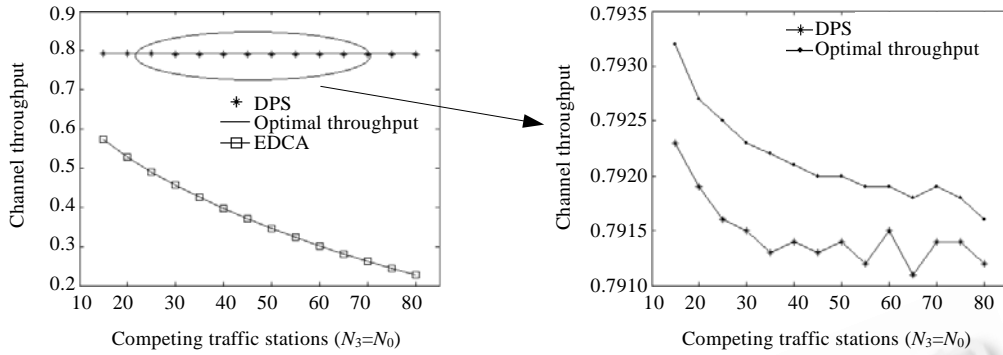 0.9
0.8
0.7
0.6
0.5
0.4
0.3
0.2
Channel throughput
DPS
Optimal throughput
EDCA
10 20 30 40 50 60 70 80
Competing traffic stations (N3=N0)
0.7935
0.7930
0.7925
0.7920
0.7915
0.7910
Channel throughput
DPS
Optimal throughput
10 20 30 40 50 60 70 80
Competing traffic stations (N3=N0)